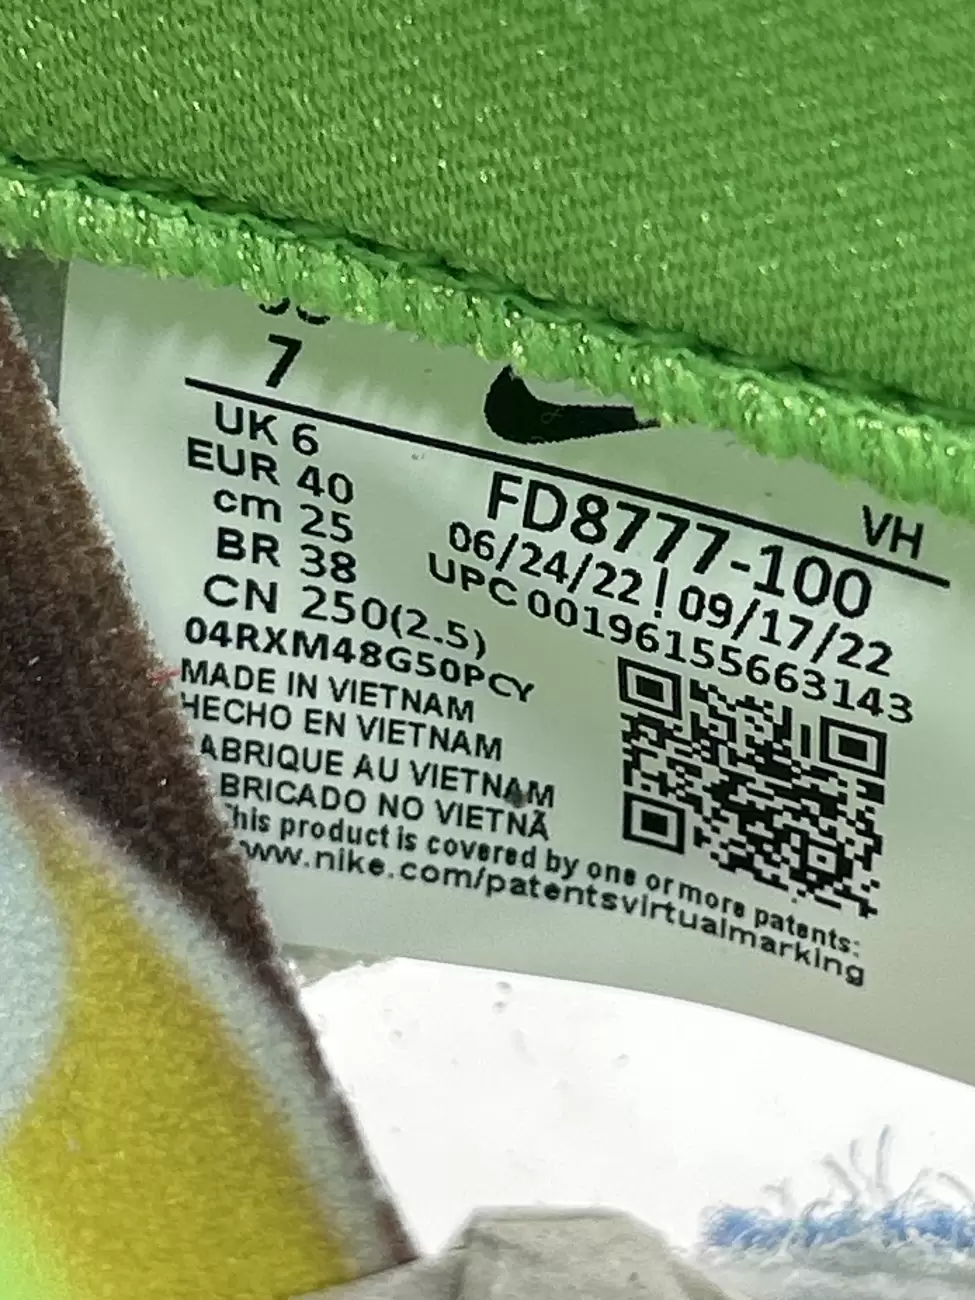 7
UK 6
EUR 40
cm 25
BR 38
CN 250(2.5)
VH
FD8777-100
06/24/22 ! 09/17/22
UPC 00196155663143
04RXM48G50PCY
MADE IN VIETNAM
HECHO EN VIETNAM
ABRIQUE AU VIETNAM
BRICADO NO VIETNÃ
his product is covered by one or more patents:
www.nike.com/patentsvirtualmarking